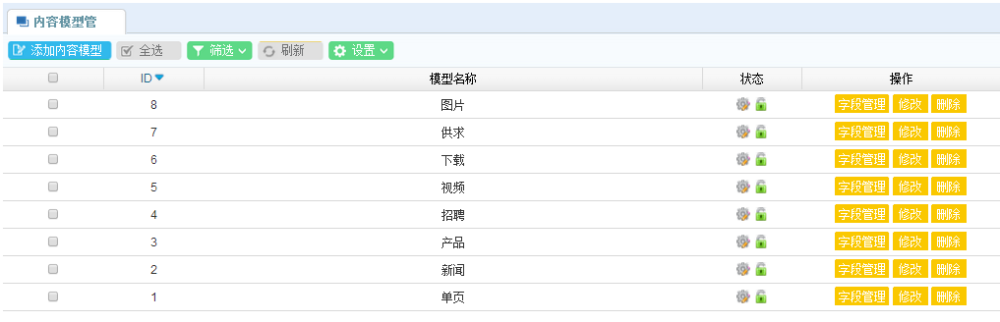 内容模型管
添加内容模型 全选 筛选 刷新 设置
ID 模型名称 状态 操作
8 图片 字段管理 修改 删除
7 供求 字段管理 修改 删除
6 下载 字段管理 修改 删除
5 视频 字段管理 修改 删除
4 招聘 字段管理 修改 删除
3 产品 字段管理 修改 删除
2 新闻 字段管理 修改 删除
1 单页 字段管理 修改 删除